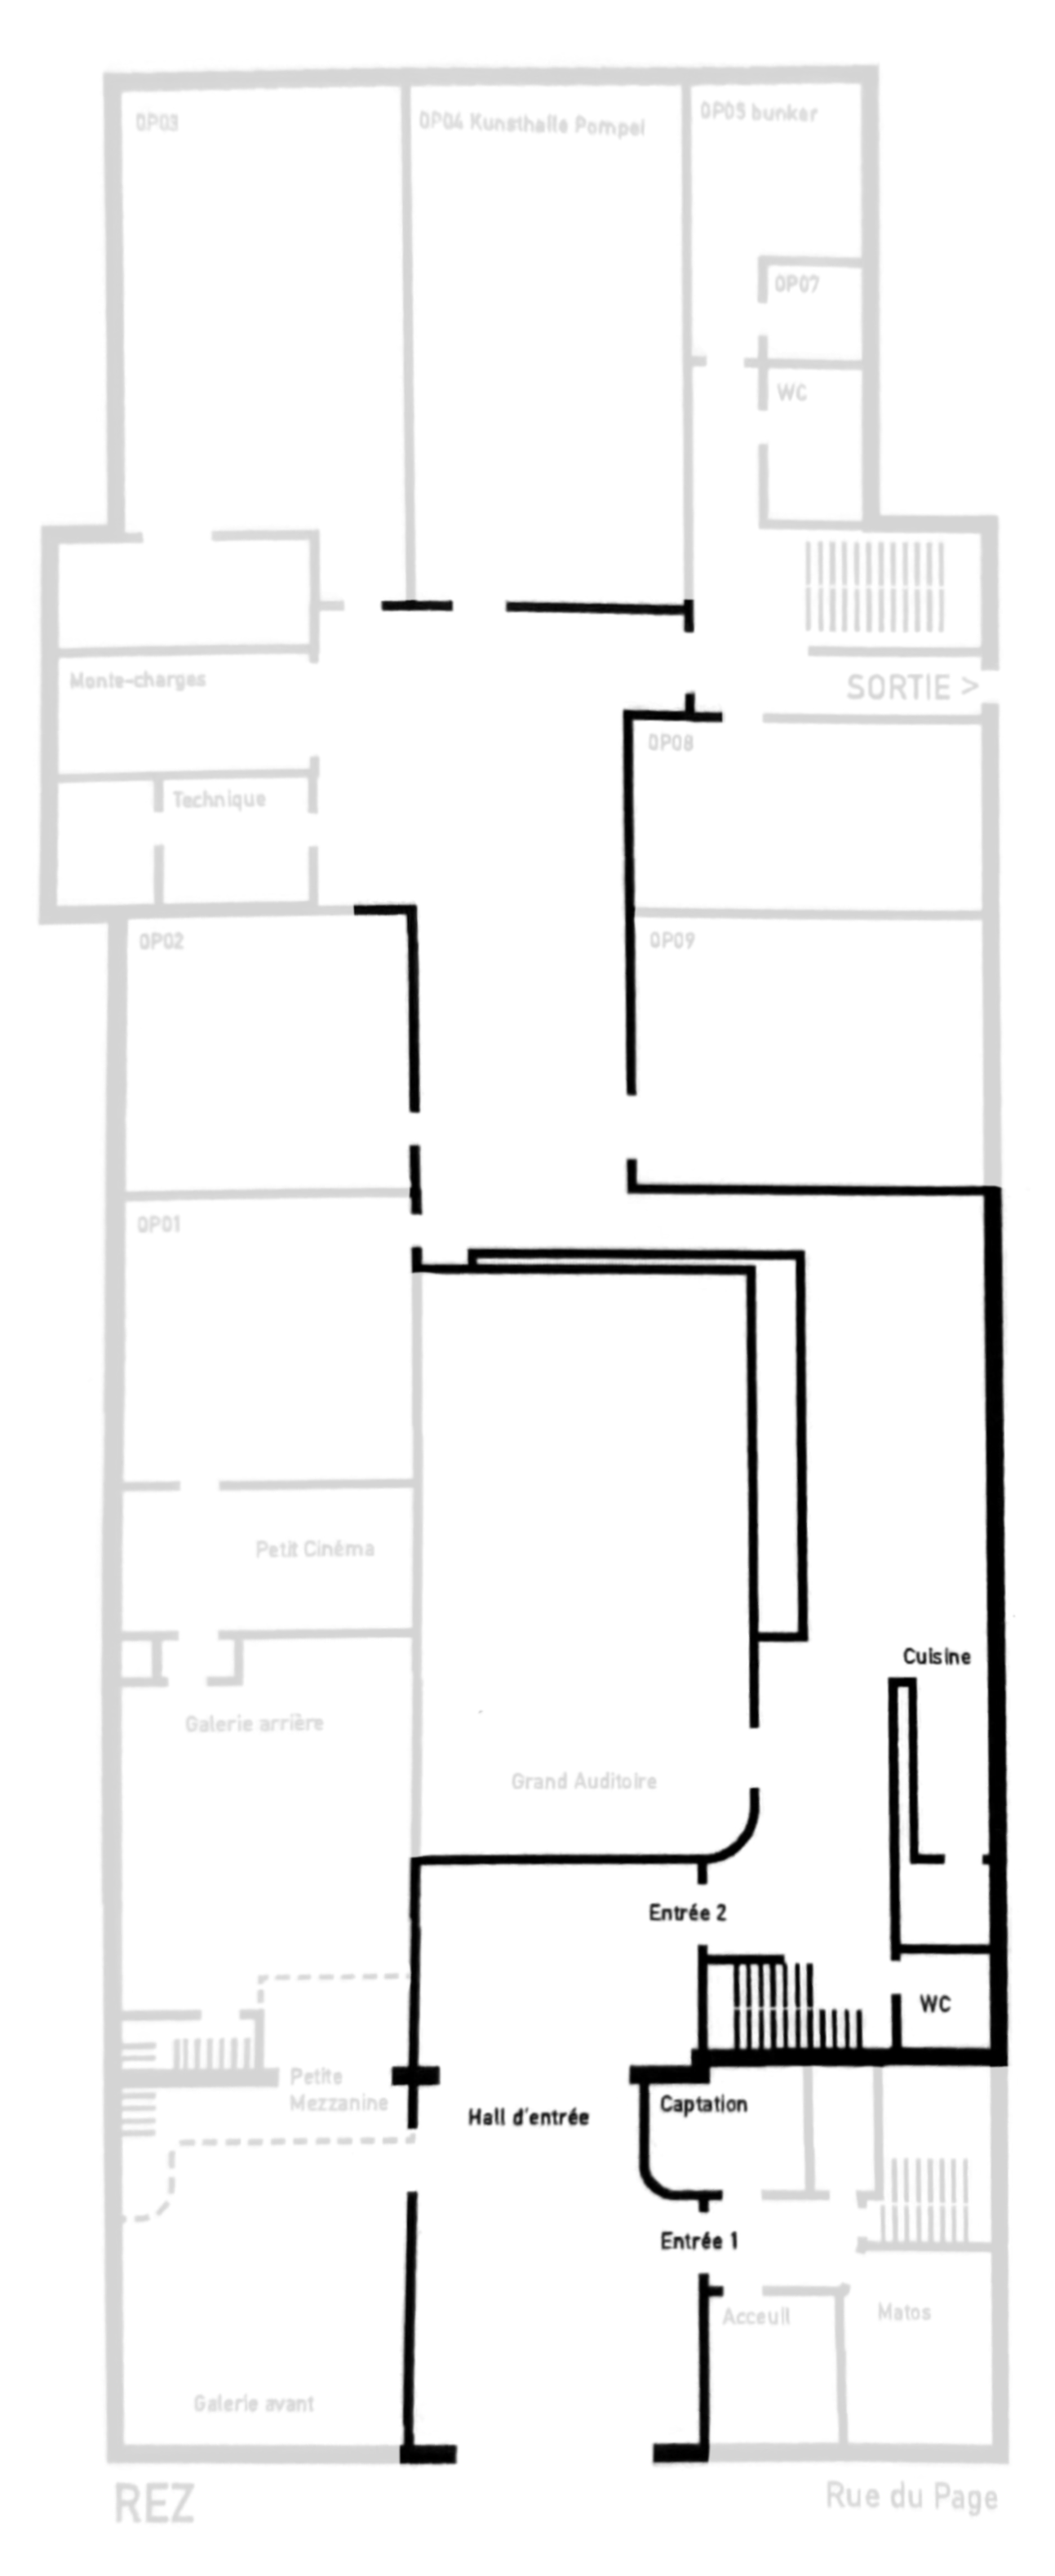 OP03
OP04 Kunsthalle Pompei
OP05 bunker
OP07
WC
Monte-charges
SORTIE >
OP08
Technique
OP02
OP09
OP01
Petit Cinéma
Cuisine
Galerie arrière
Grand Auditoire
Entrée 2
WC
Petite
Mezzanine
Captation
Hall d'entrée
Entrée 1
Acceuil
Matos
Galerie avant
REZ
Rue du Page